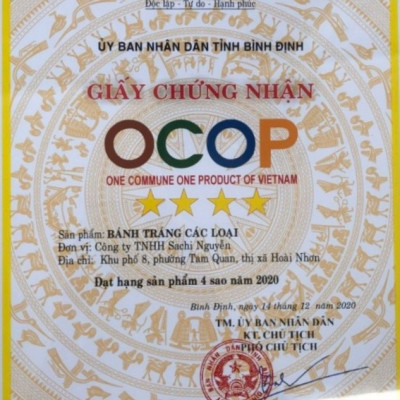 Độc lập - Tự do - Hạnh phúc
ỦY BAN NHÂN DÂN TỈNH BÌNH ĐỊNH
GIẤY CHỨNG NHẬN
OCOP
ONE COMMUNE ONE PRODUCT OF VIETNAM
Sản phẩm: BÁNH TRÁNG CÁC LOẠI
Đơn vị: Công ty TNHH Sachi Nguyễn
Địa chỉ: Khu phố 8, phường Tam Quan, thị xã Hoài Nhơn
Đạt hạng sản phẩm 4 sao năm 2020
Bình Định, ngày 14 tháng 12 năm 2020
TM. ỦY BAN NHÂN DÂN
KT. CHỦ TỊCH
PHÓ CHỦ TỊCH